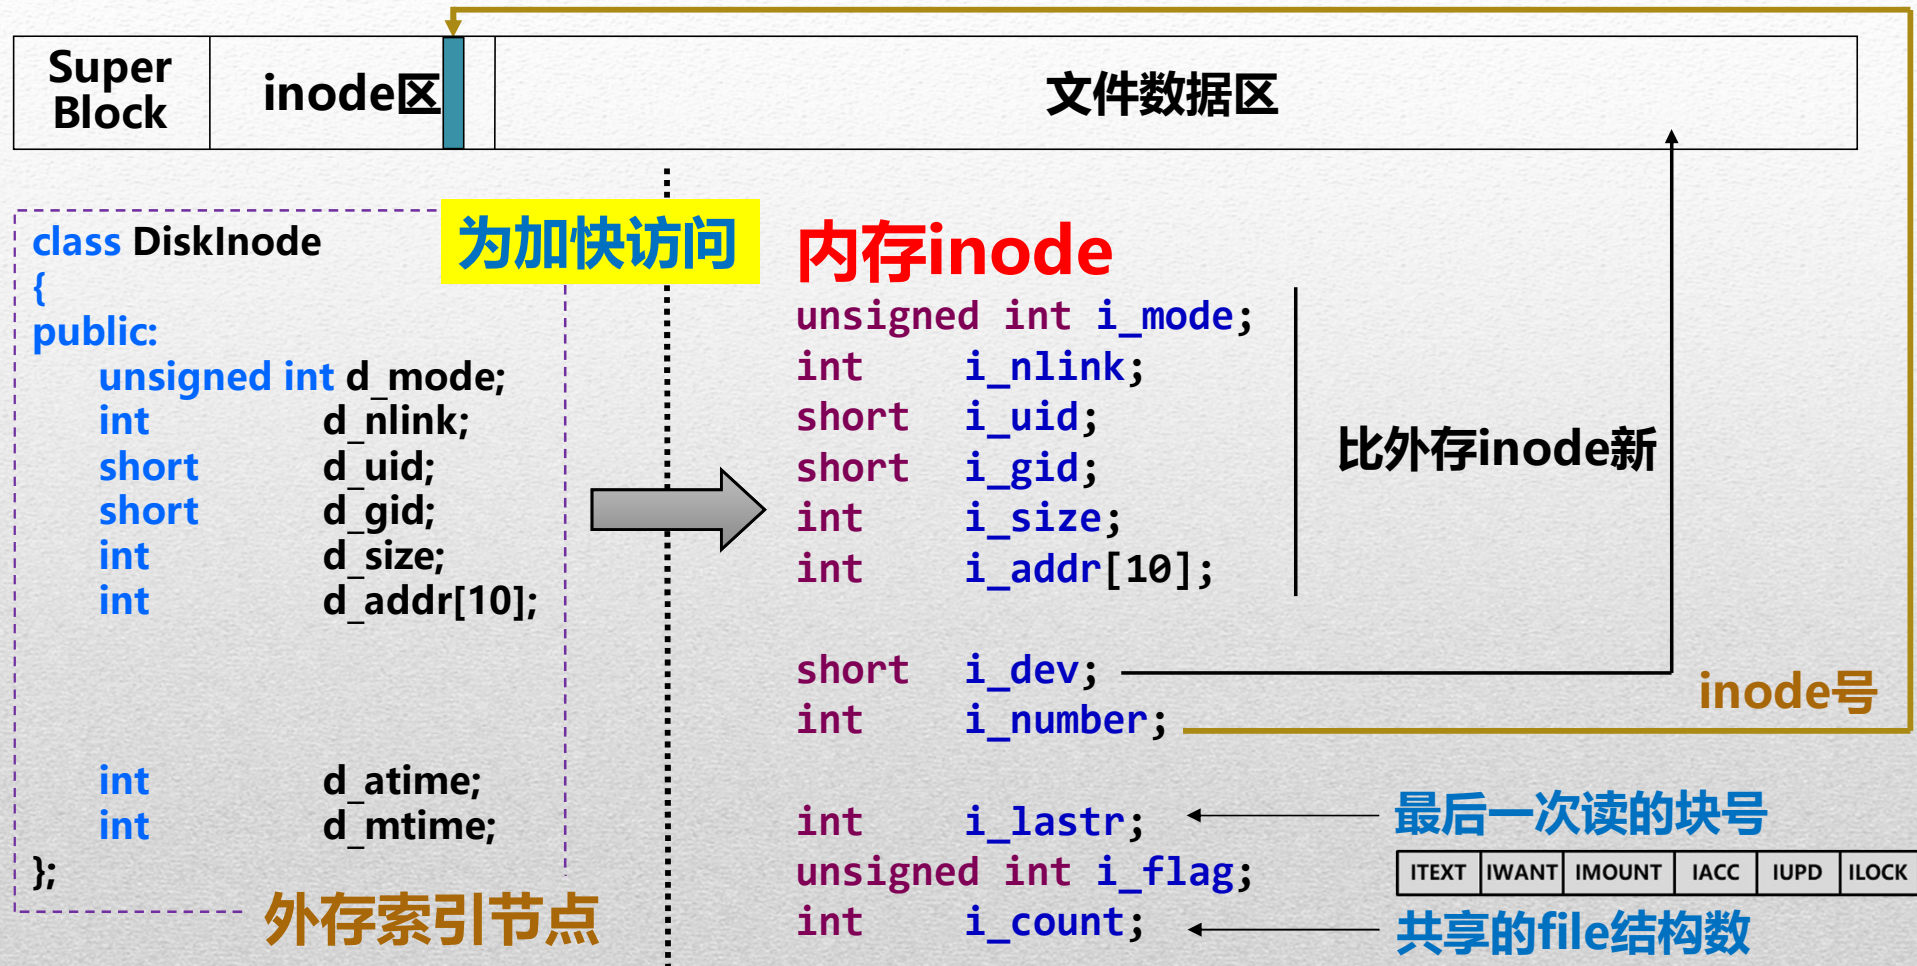 Super
Block
inode区
文件数据区
为加快访问
class DiskInode
{
public:
unsigned int d_mode;
int d_nlink;
short d_uid;
short d_gid;
int d_size;
int d_addr[10];
int d_atime;
int d_mtime;
};
外存索引节点
内存inode
unsigned int i_mode;
int i_nlink;
short i_uid;
short i_gid;
int i_size;
int i_addr[10];
比外存inode新
short i_dev;
int i_number;
inode号
int i_lastr;
最后一次读的块号
unsigned int i_flag;
ITEXT IWANT IMOUNT IACC IUPD ILOCK
int i_count;
共享的file结构数